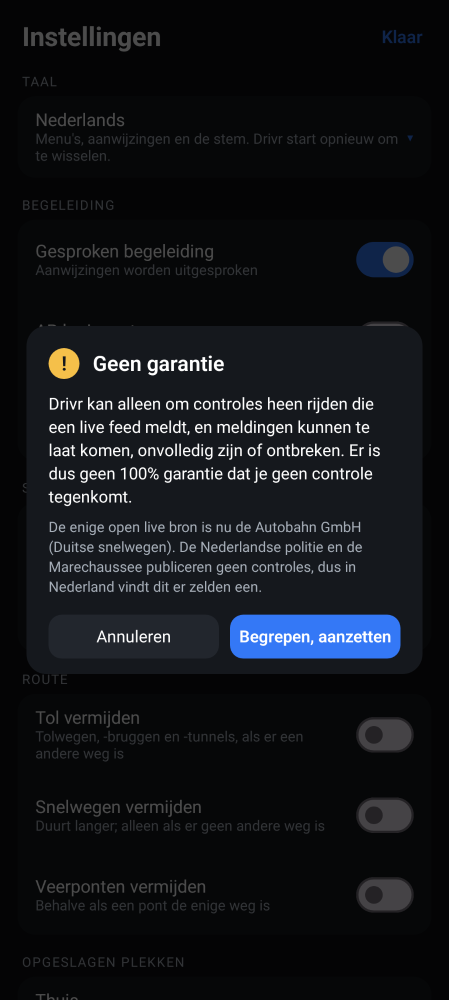 Instellingen
Klaar
TAAL
Nederlands
Menu's, aanwijzingen en de stem. Drivr start opnieuw om
te wisselen.
BEGELEIDING
Gesproken begeleiding
Aanwijzingen worden uitgesproken
!
Geen garantie
Drivr kan alleen om controles heen rijden die
een live feed meldt, en meldingen kunnen te
laat komen, onvolledig zijn of ontbreken. Er is
dus geen 100% garantie dat je geen controle
tegenkomt.
De enige open live bron is nu de Autobahn GmbH
(Duitse snelwegen). De Nederlandse politie en de
Marechaussee publiceren geen controles, dus in
Nederland vindt dit er zelden een.
Annuleren
Begrepen, aanzetten
ROUTE
Tol vermijden
Tolwegen, -bruggen en -tunnels, als er een
andere weg is
Snelwegen vermijden
Duurt langer; alleen als er geen andere weg is
Veerponten vermijden
Behalve als een pont de enige weg is
OPGESLAGEN PLEKKEN
Thuis